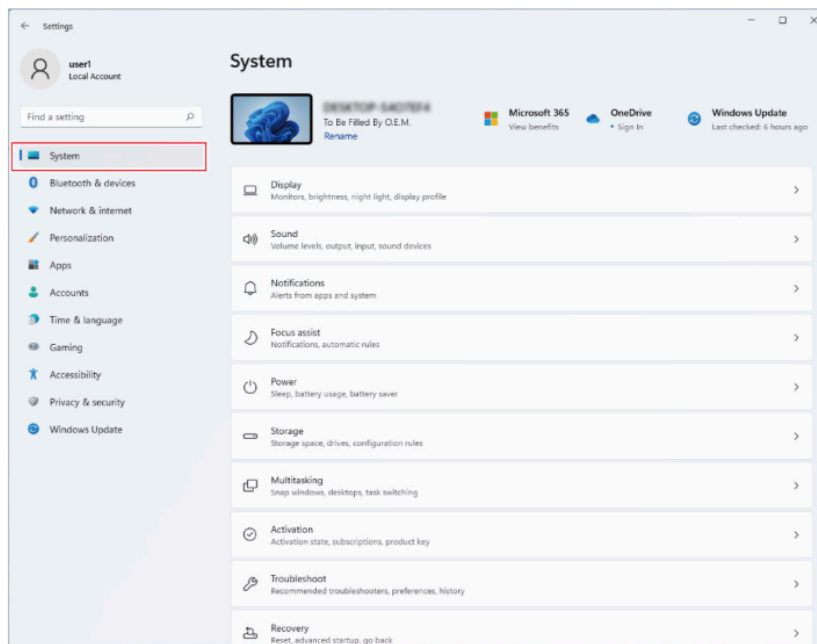 Settings
user1
Local Account
Find a setting
System
Bluetooth & devices
Network & internet
Personalization
Apps
Accounts
Time & language
Gaming
Accessibility
Privacy & security
Windows Update
System
To Be Filled By O.E.M.
Rename
Microsoft 365
View benefits
OneDrive
• Sign In
Windows Update
Last checked: 6 hours ago
Display
Monitors, brightness, night light, display profile
Sound
Volume levels, output, input, sound devices
Notifications
Alerts from apps and system
Focus assist
Notifications, automatic rules
Power
Sleep, battery usage, battery saver
Storage
Storage space, drives, configuration rules
Multitasking
Snap windows, desktops, task switching
Activation
Activation state, subscriptions, product key
Troubleshoot
Recommended troubleshooters, preferences, history
Recovery
Reset, advanced startup, go back